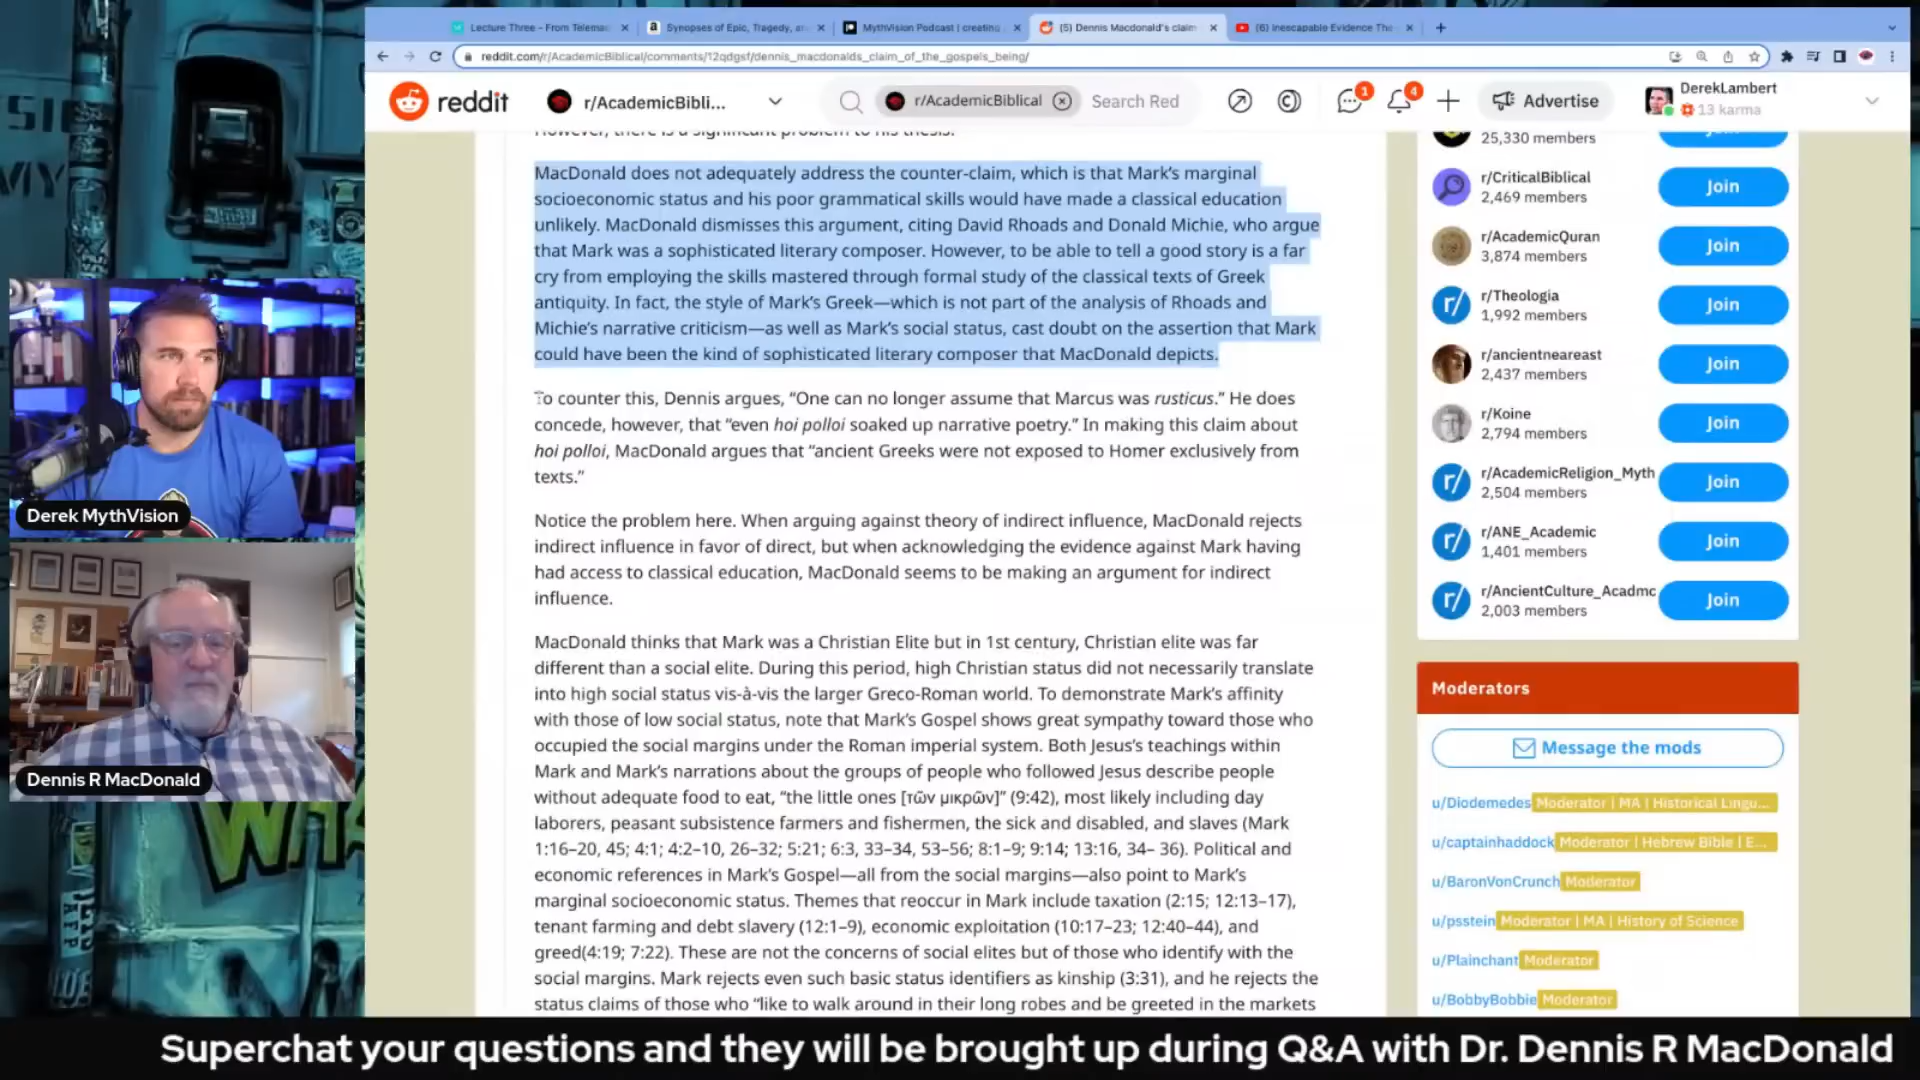 Lecture Three - From Telema
Synopses of Epic, Tragedy, an
MythVision Podcast | creating
(5) Dennis Macdonald's claim
(6) Inescapable Evidence The
reddit.com/r/AcademicBiblical/comments/12qdgsf/dennis_macdonalds_claim_of_the_gospels_being/
reddit
r/AcademicBibli...
r/AcademicBiblical
Search Red
1
4
Advertise
DerekLambert
13 karma
However, there is a significant problem to his thesis.
MacDonald does not adequately address the counter-claim, which is that Mark's marginal
socioeconomic status and his poor grammatical skills would have made a classical education
unlikely. MacDonald dismisses this argument, citing David Rhoads and Donald Michie, who argue
that Mark was a sophisticated literary composer. However, to be able to tell a good story is a far
cry from employing the skills mastered through formal study of the classical texts of Greek
antiquity. In fact, the style of Mark's Greek—which is not part of the analysis of Rhoads and
Michie's narrative criticism—as well as Mark's social status, cast doubt on the assertion that Mark
could have been the kind of sophisticated literary composer that MacDonald depicts.
To counter this, Dennis argues, “One can no longer assume that Marcus was rusticus.” He does
concede, however, that “even hoi polloi soaked up narrative poetry.” In making this claim about
hoi polloi, MacDonald argues that “ancient Greeks were not exposed to Homer exclusively from
texts.”
Notice the problem here. When arguing against theory of indirect influence, MacDonald rejects
indirect influence in favor of direct, but when acknowledging the evidence against Mark having
had access to classical education, MacDonald seems to be making an argument for indirect
influence.
MacDonald thinks that Mark was a Christian Elite but in 1st century, Christian elite was far
different than a social elite. During this period, high Christian status did not necessarily translate
into high social status vis-à-vis the larger Greco-Roman world. To demonstrate Mark's affinity
with those of low social status, note that Mark's Gospel shows great sympathy toward those who
occupied the social margins under the Roman imperial system. Both Jesus's teachings within
Mark and Mark's narrations about the groups of people who followed Jesus describe people
without adequate food to eat, “the little ones [τῶν μικρῶν]” (9:42), most likely including day
laborers, peasant subsistence farmers and fishermen, the sick and disabled, and slaves (Mark
1:16–20, 45; 4:1; 4:2–10, 26–32; 5:21; 6:3, 33–34, 53–56; 8:1–9; 9:14; 13:16, 34– 36). Political and
economic references in Mark's Gospel—all from the social margins—also point to Mark's
marginal socioeconomic status. Themes that reoccur in Mark include taxation (2:15; 12:13–17),
tenant farming and debt slavery (12:1–9), economic exploitation (10:17–23; 12:40–44), and
greed(4:19; 7:22). These are not the concerns of social elites but of those who identify with the
social margins. Mark rejects even such basic status identifiers as kinship (3:31), and he rejects the
status claims of those who “like to walk around in their long robes and be greeted in the markets
25,330 members
Join
r/CriticalBiblical
2,469 members
Join
r/AcademicQuran
3,874 members
Join
r/Theologia
1,992 members
Join
r/ancientneareast
2,437 members
Join
r/Koine
2,794 members
Join
r/AcademicReligion_Myth
2,504 members
Join
r/ANE_Academic
1,401 members
Join
r/AncientCulture_Acadmc
2,003 members
Join
Moderators
Message the mods
u/Diodemedes Moderator | MA | Historical Lingu...
u/captainhaddock Moderator | Hebrew Bible | E...
u/BaronVonCrunch Moderator
u/psstein Moderator | MA | History of Science
u/Plainchant Moderator
u/BobbyBobbie Moderator
Derek MythVision
Dennis R MacDonald
Superchat your questions and they will be brought up during Q&A with Dr. Dennis R MacDonald